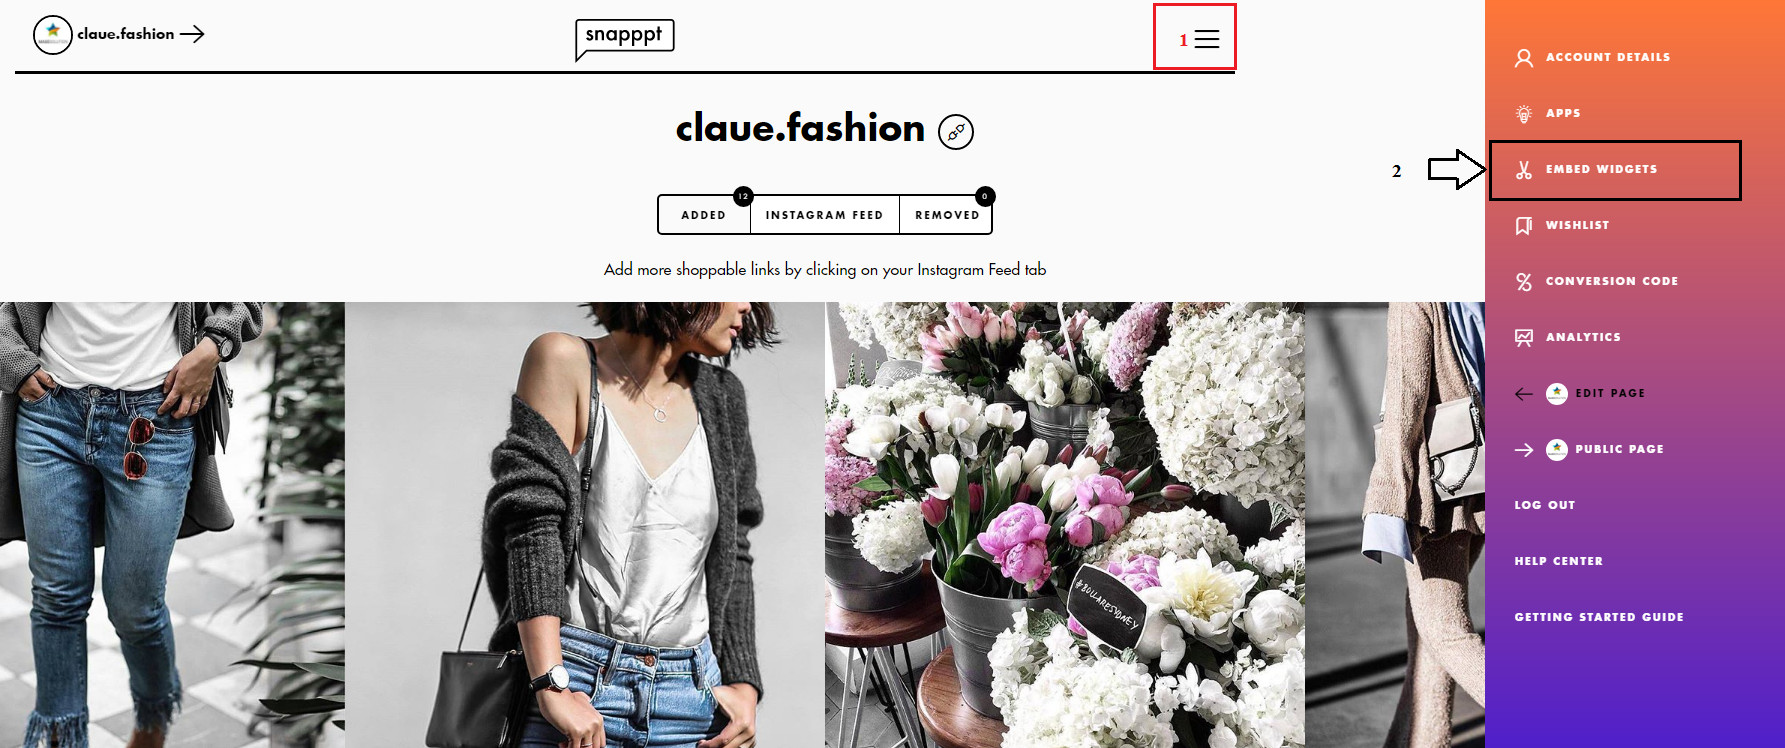 claue.fashion
snapppt
1
claue.fashion
12
0
ADDED
INSTAGRAM FEED
REMOVED
Add more shoppable links by clicking on your Instagram Feed tab
#BOLLARESYDNEY
2
ACCOUNT DETAILS
APPS
EMBED WIDGETS
WISHLIST
CONVERSION CODE
ANALYTICS
EDIT PAGE
PUBLIC PAGE
LOG OUT
HELP CENTER
GETTING STARTED GUIDE